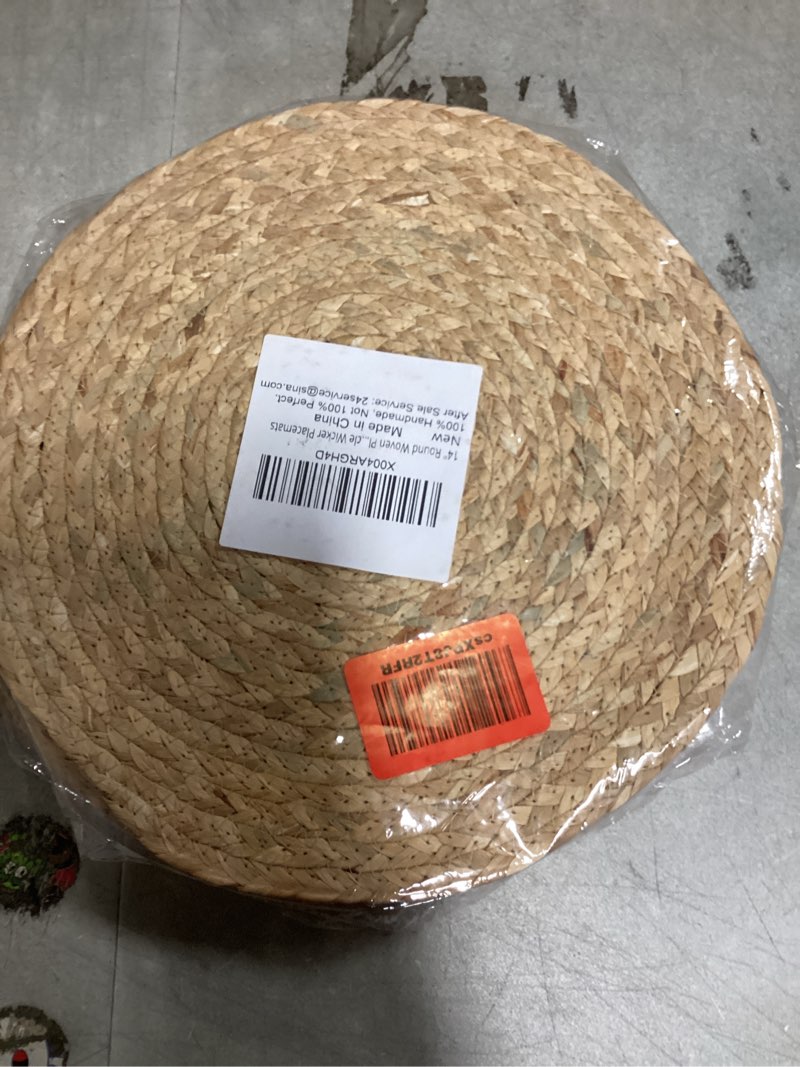 X004ARGH4D
14" Round Woven Pl...de Wicker Placemats
New Made in China
100% Handmade, Not 100% Perfect.
After Sale Service: 24service@sina.com